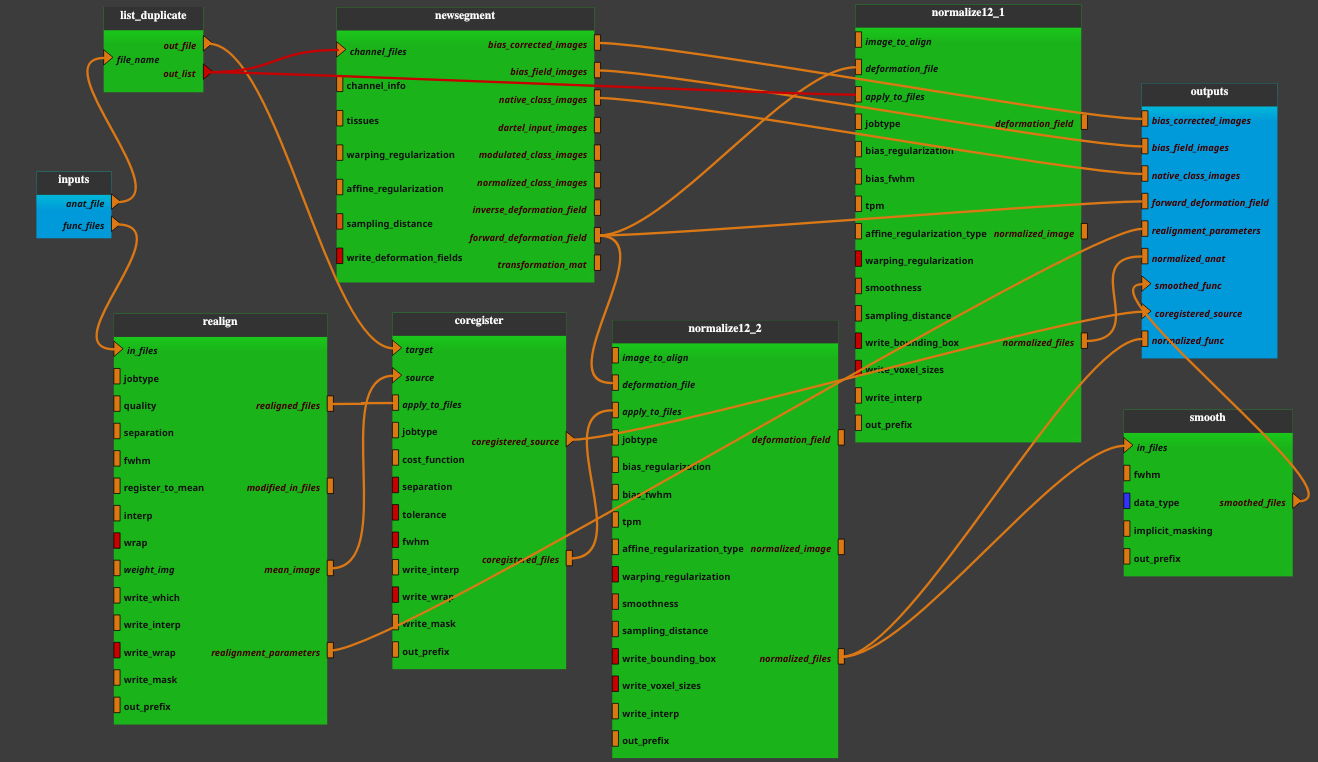 list_duplicate
out_file
file_name
out_list
inputs
anat_file
func_files
newsegment
channel_files
bias_corrected_images
bias_field_images
channel_info
native_class_images
tissues
dartel_input_images
warping_regularization
modulated_class_images
affine_regularization
normalized_class_images
sampling_distance
inverse_deformation_field
forward_deformation_field
write_deformation_fields
transformation_mat
normalize12_1
image_to_align
deformation_file
apply_to_files
jobtype
deformation_field
bias_regularization
bias_fwhm
tpm
affine_regularization_type
normalized_image
warping_regularization
smoothness
sampling_distance
write_bounding_box
normalized_files
write_voxel_sizes
write_interp
out_prefix
outputs
bias_corrected_images
bias_field_images
native_class_images
forward_deformation_field
realignment_parameters
normalized_anat
smoothed_func
coregistered_source
normalized_func
realign
in_files
jobtype
quality
realigned_files
separation
fwhm
register_to_mean
modified_in_files
interp
wrap
weight_img
mean_image
write_which
write_interp
write_wrap
realignment_parameters
write_mask
out_prefix
coregister
target
source
apply_to_files
jobtype
coregistered_source
cost_function
separation
tolerance
fwhm
coregistered_files
write_interp
write_wrap
write_mask
out_prefix
normalize12_2
image_to_align
deformation_file
apply_to_files
jobtype
deformation_field
bias_regularization
bias_fwhm
tpm
affine_regularization_type
normalized_image
warping_regularization
smoothness
sampling_distance
write_bounding_box
normalized_files
write_voxel_sizes
write_interp
out_prefix
smooth
in_files
fwhm
data_type
smoothed_files
implicit_masking
out_prefix